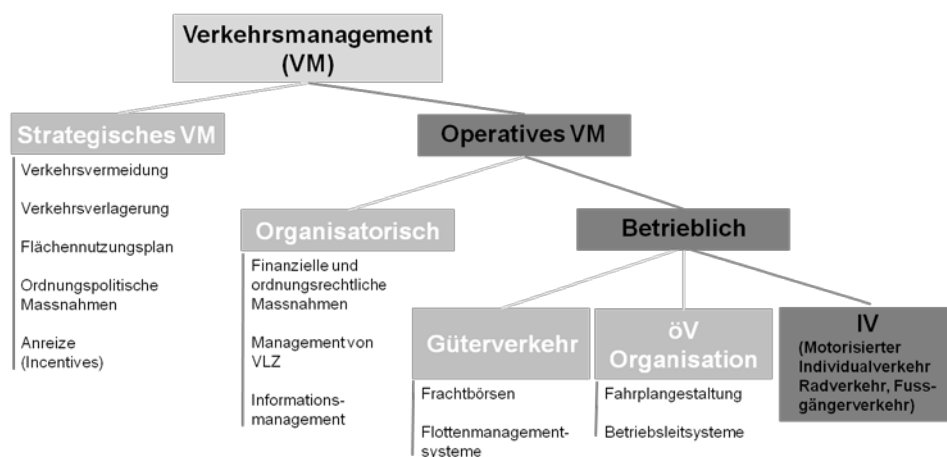 Verkehrsmanagement
(VM)
Strategisches VM
Verkehrsvermeidung
Verkehrsverlagerung
Flächennutzungsplan
Ordnungspolitische
Massnahmen
Anreize
(Incentives)
Operatives VM
Organisatorisch
Finanzielle und
ordnungsrechtliche
Massnahmen
Management von
VLZ
Informations-
management
Betrieblich
Güterverkehr
Frachtbörsen
Flottenmanagement-
systeme
öV
Organisation
Fahrplangestaltung
Betriebsleitsysteme
IV
(Motorisierter
Individualverkehr
Radverkehr, Fuss-
gängerverkehr)